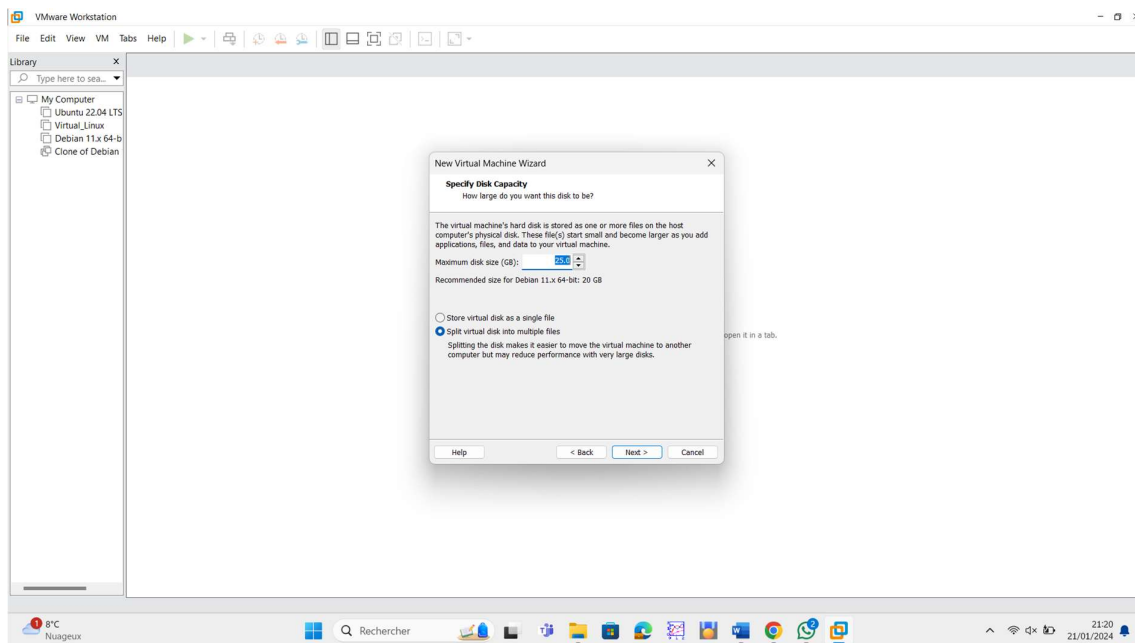 VMware Workstation
File Edit View VM Tabs Help
Library
Type here to sea...
My Computer
Ubuntu 22.04 LTS
Virtual_Linux
Debian 11.x 64-b
Clone of Debian
New Virtual Machine Wizard
Specify Disk Capacity
How large do you want this disk to be?
The virtual machine's hard disk is stored as one or more files on the host
computer's physical disk. These file(s) start small and become larger as you add
applications, files, and data to your virtual machine.
Maximum disk size (GB): 25.0
Recommended size for Debian 11.x 64-bit: 20 GB
Store virtual disk as a single file
Split virtual disk into multiple files
Splitting the disk makes it easier to move the virtual machine to another
computer but may reduce performance with very large disks.
open it in a tab.
Help < Back Next > Cancel
1 8°C
Nuageux
Rechercher
2
21:20
21/01/2024